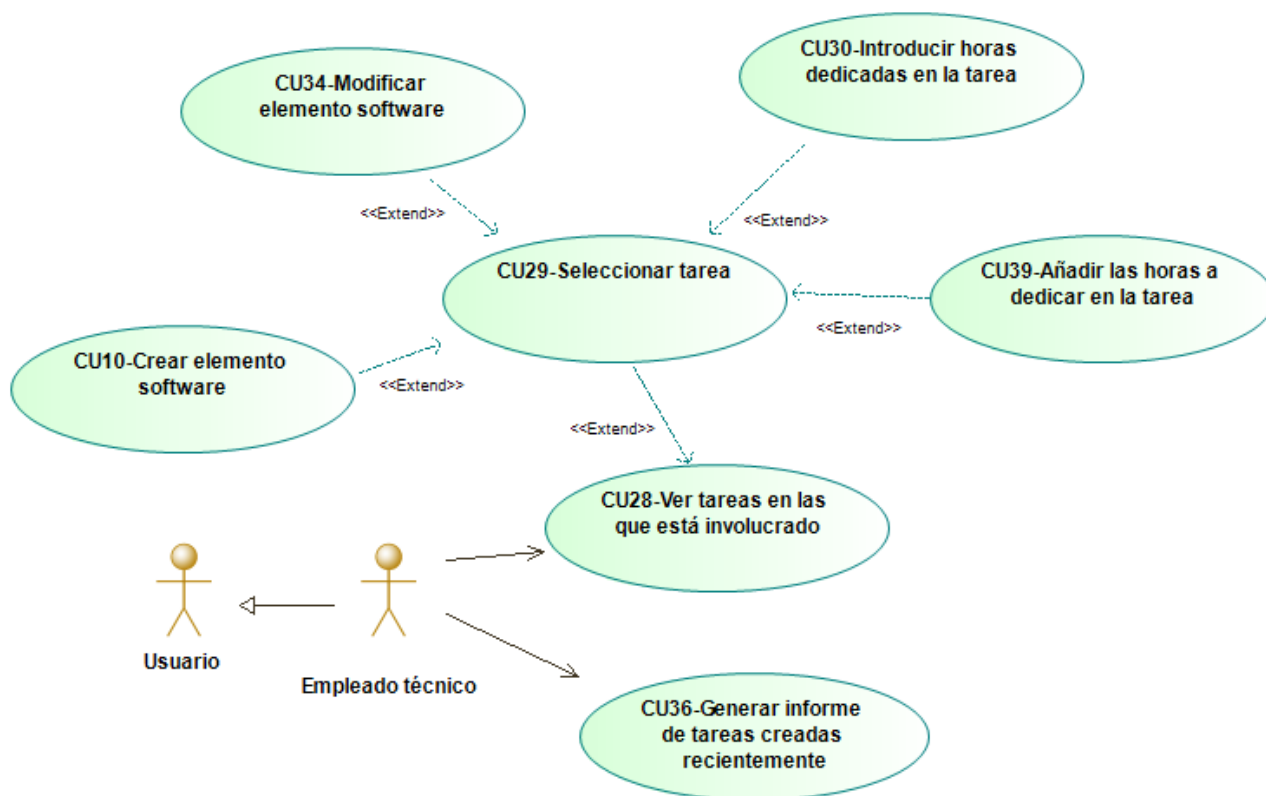 CU30-Introducir horas
dedicadas en la tarea
CU34-Modificar
elemento software
<<Extend>>
<<Extend>>
CU29-Seleccionar tarea
CU39-Añadir las horas a
dedicar en la tarea
<<Extend>>
CU10-Crear elemento
software
<<Extend>>
<<Extend>>
CU28-Ver tareas en las
que está involucrado
Usuario
Empleado técnico
CU36-Generar informe
de tareas creadas
recientemente